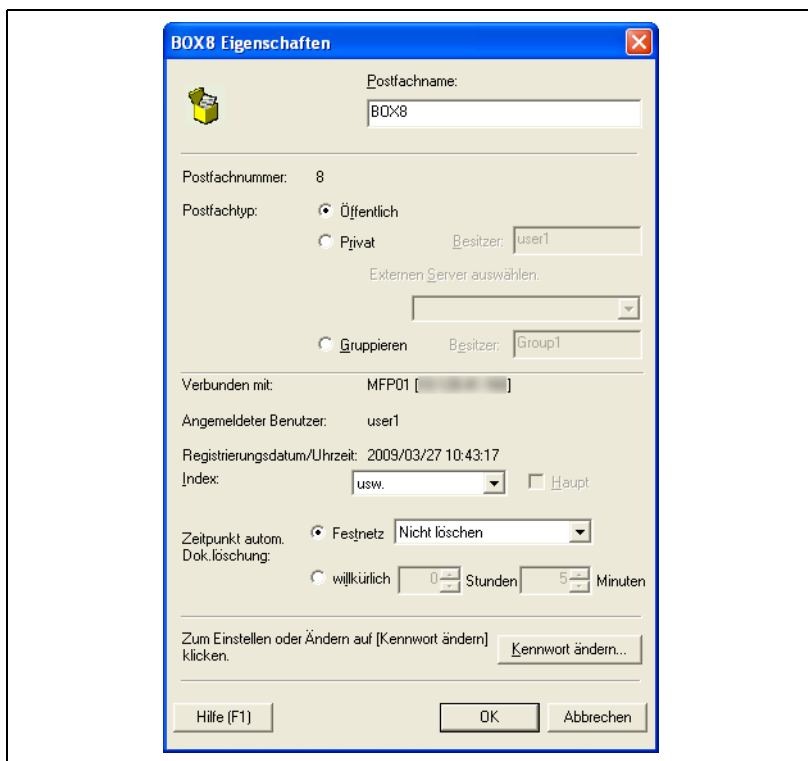 BOX8 Eigenschaften
Postfachname:
BOX8
Postfachnummer: 8
Postfachtyp: Öffentlich
Privat Besitzer: user1
Externen Server auswählen.
Gruppieren Besitzer: Group1
Verbunden mit: MFP01 [ ]
Angemeldeter Benutzer: user1
Registrierungsdatum/Uhrzeit: 2009/03/27 10:43:17
Index: usw. Haupt
Zeitpunkt autom. Festnetz Nicht löschen
Dok.löschung:
willkürlich 0 Stunden 5 Minuten
Zum Einstellen oder Ändern auf [Kennwort ändern]
klicken. Kennwort ändern...
Hilfe (F1) OK Abbrechen